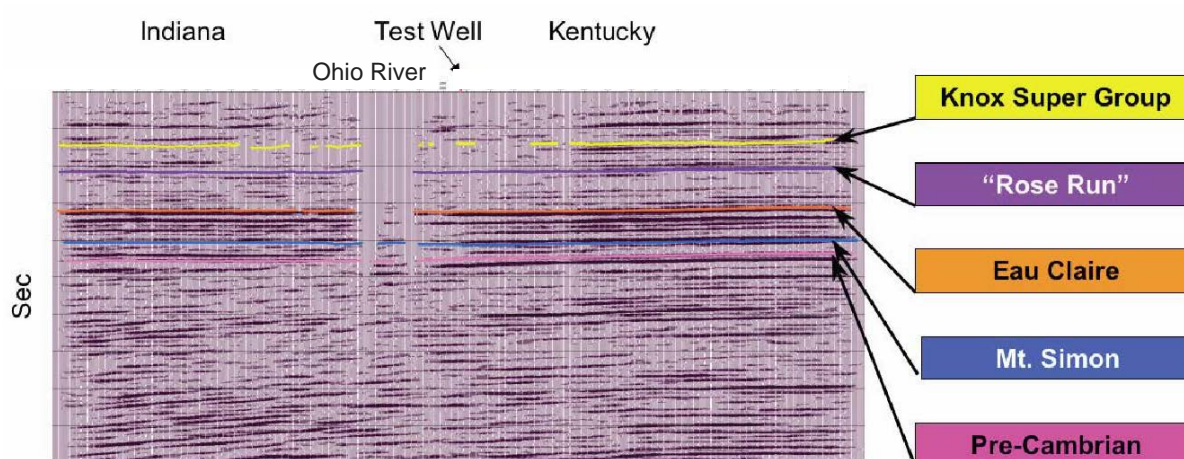 Indiana
Test Well
Kentucky
Ohio River
Sec
Knox Super Group
“Rose Run”
Eau Claire
Mt. Simon
Pre-Cambrian